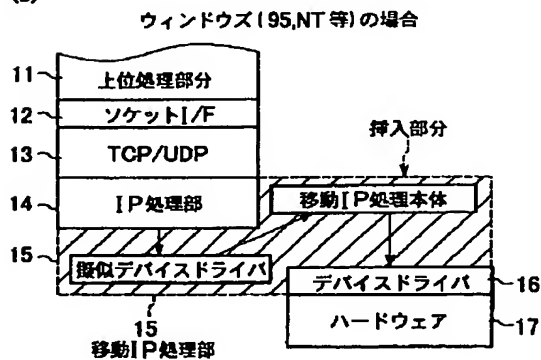 ウィンドウズ(95,NT等)の場合
11 上位処理部分
12 ソケットI/F
13 TCP/UDP
挿入部分
14 IP処理部
移動IP処理本体
15 擬似デバイスドライバ
デバイスドライバ 16
15
ハードウェア 17
移動IP処理部